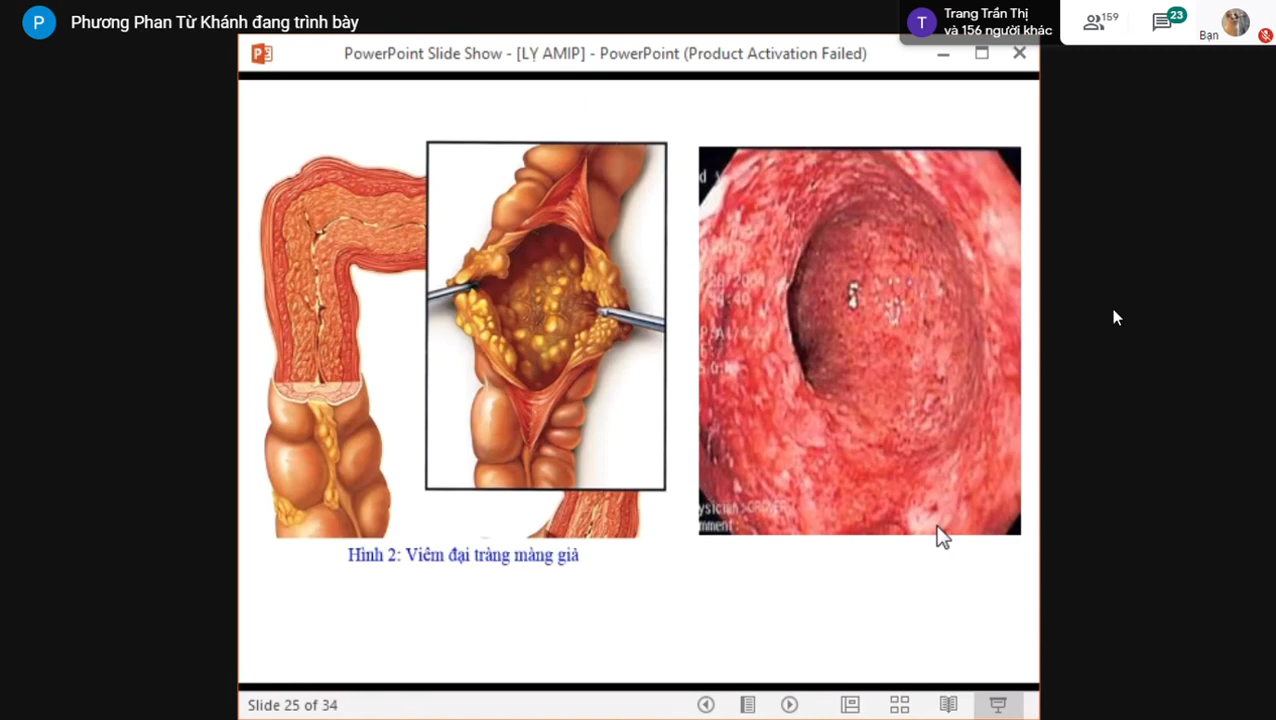 P Phương Phan Từ Khánh đang trình bày
T Trang Trần Thị
và 156 người khác
159
23
Bạn
PowerPoint Slide Show - [LỴ AMIP] - PowerPoint (Product Activation Failed)
Hình 2: Viêm đại tràng màng giả
Slide 25 of 34